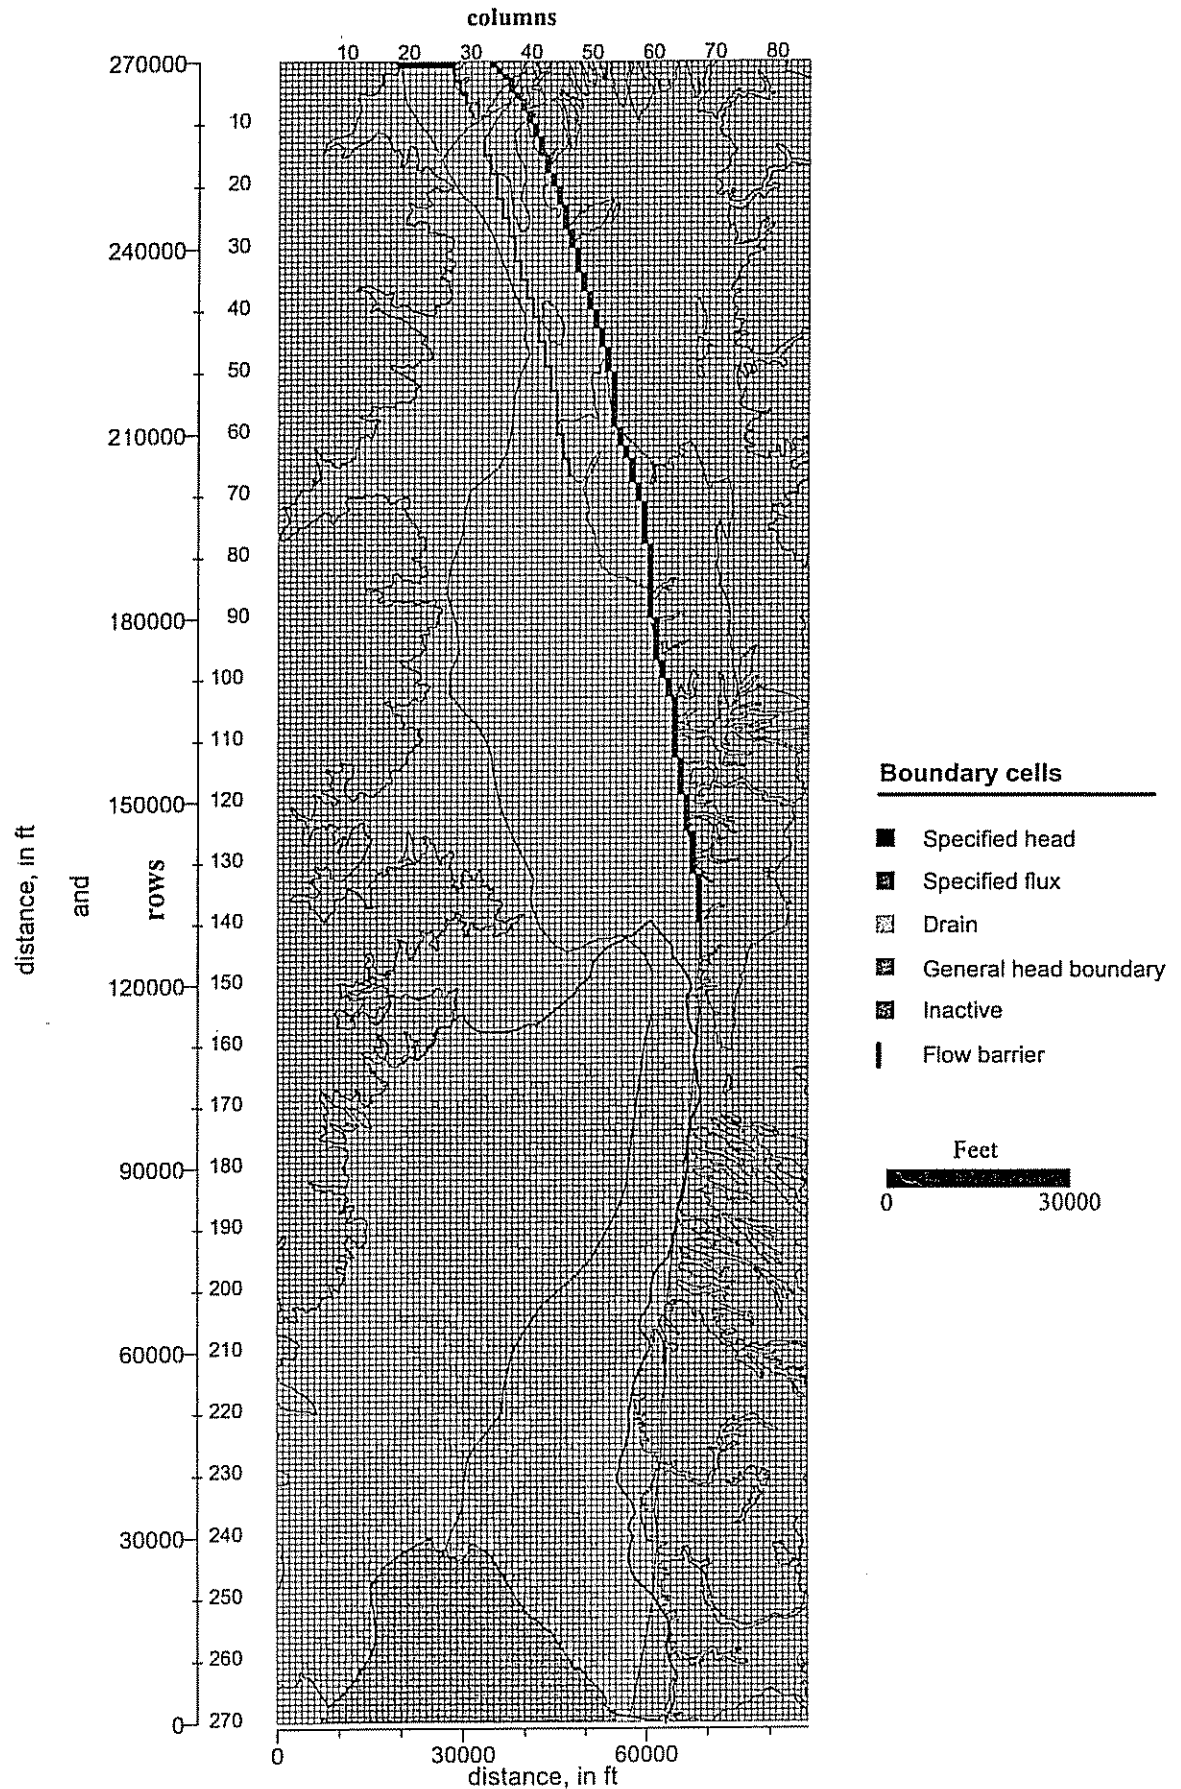 columns
10 20 30 40 50 60 70 80
270000
10
20
240000 30
40
50
210000 60
70
80
180000 90
100
110
150000 120
130
140
120000 150
160
170
90000 180
190
200
60000 210
220
230
30000 240
250
260
0 270
distance, in ft
and
rows
0 30000 60000
distance, in ft
Boundary cells
Specified head
Specified flux
Drain
General head boundary
Inactive
Flow barrier
Feet
0 30000